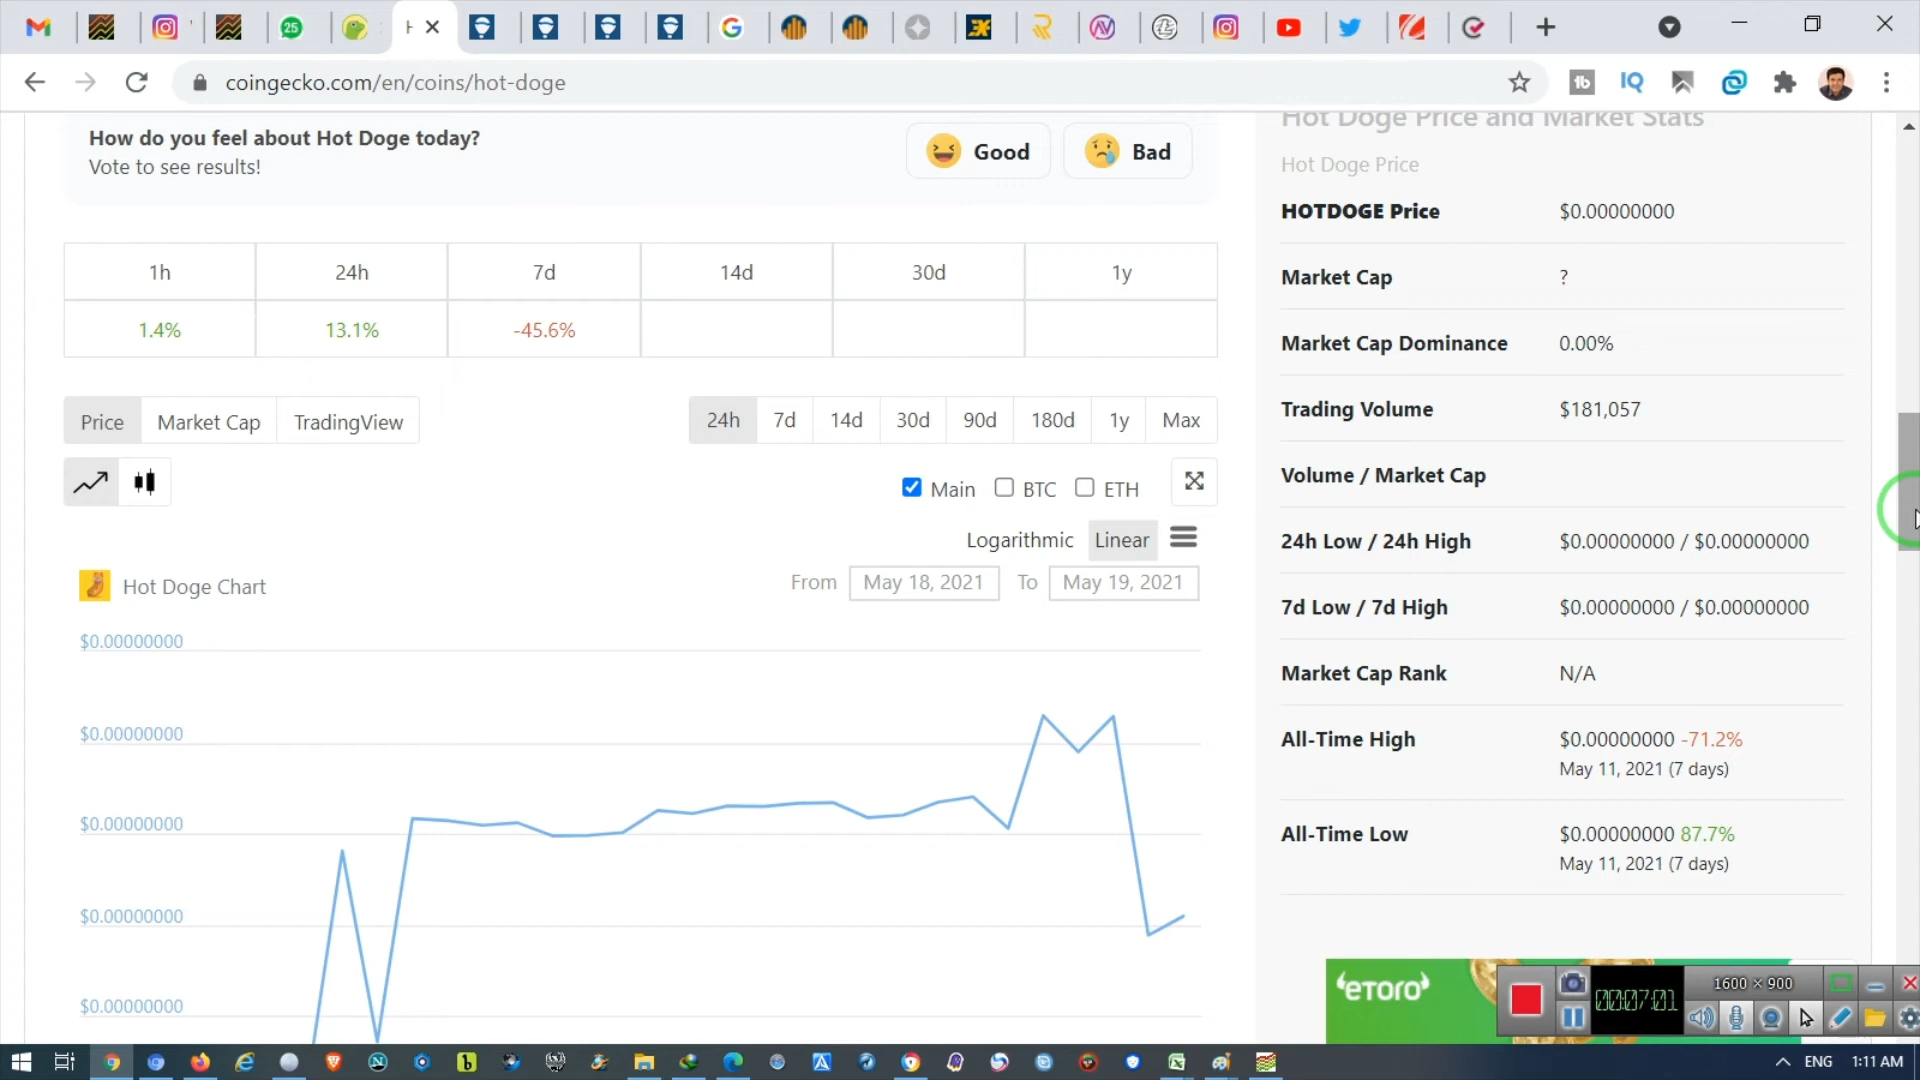 25
coingecko.com/en/coins/hot-doge
tb
IQ
How do you feel about Hot Doge today?
Vote to see results!
Good
Bad
1h 24h 7d 14d 30d 1y
1.4% 13.1% -45.6%
Price Market Cap TradingView
24h 7d 14d 30d 90d 180d 1y Max
Main BTC ETH
Logarithmic Linear
Hot Doge Chart
From May 18, 2021 To May 19, 2021
$0.00000000
$0.00000000
$0.00000000
$0.00000000
$0.00000000
Hot Doge Price and Market Stats
Hot Doge Price
HOTDOGE Price $0.00000000
Market Cap ?
Market Cap Dominance 0.00%
Trading Volume $181,057
Volume / Market Cap
24h Low / 24h High $0.00000000 / $0.00000000
7d Low / 7d High $0.00000000 / $0.00000000
Market Cap Rank N/A
All-Time High $0.00000000 -71.2%
May 11, 2021 (7 days)
All-Time Low $0.00000000 87.7%
May 11, 2021 (7 days)
eToro
00:07:01
1600 × 900
ENG 1:11 AM